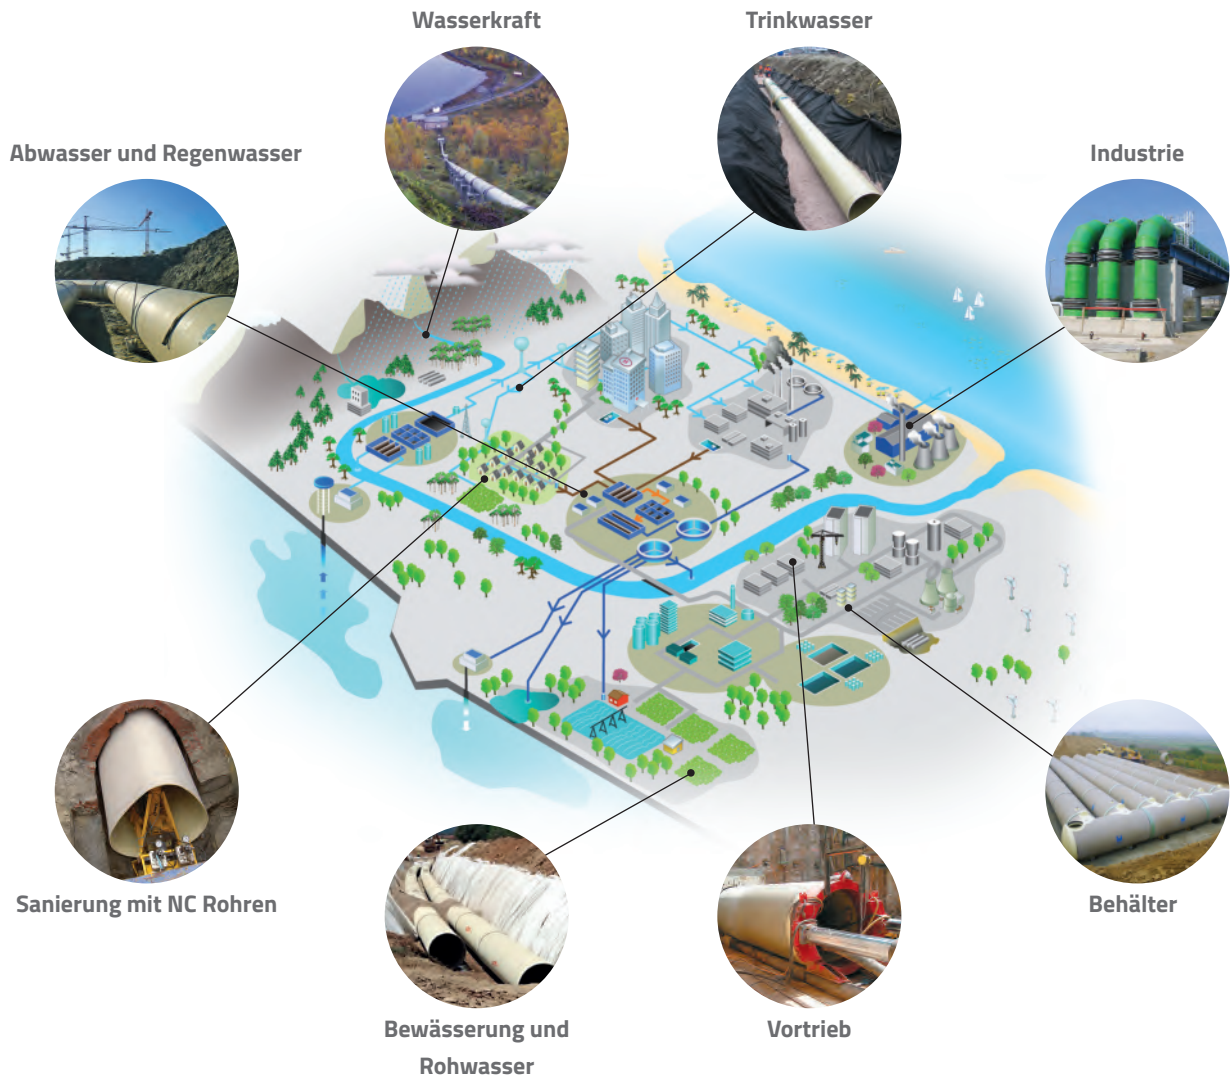 Wasserkraft
Trinkwasser
Abwasser und Regenwasser
Industrie
Sanierung mit NC Rohren
Behälter
Bewässerung und
Rohwasser
Vortrieb